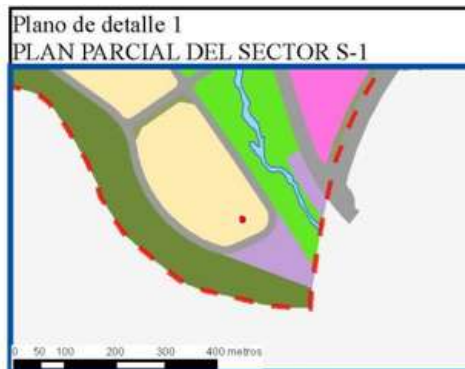 Plano de detalle 1
PLAN PARCIAL DEL SECTOR S-1
0 50 100 200 300 400 metros